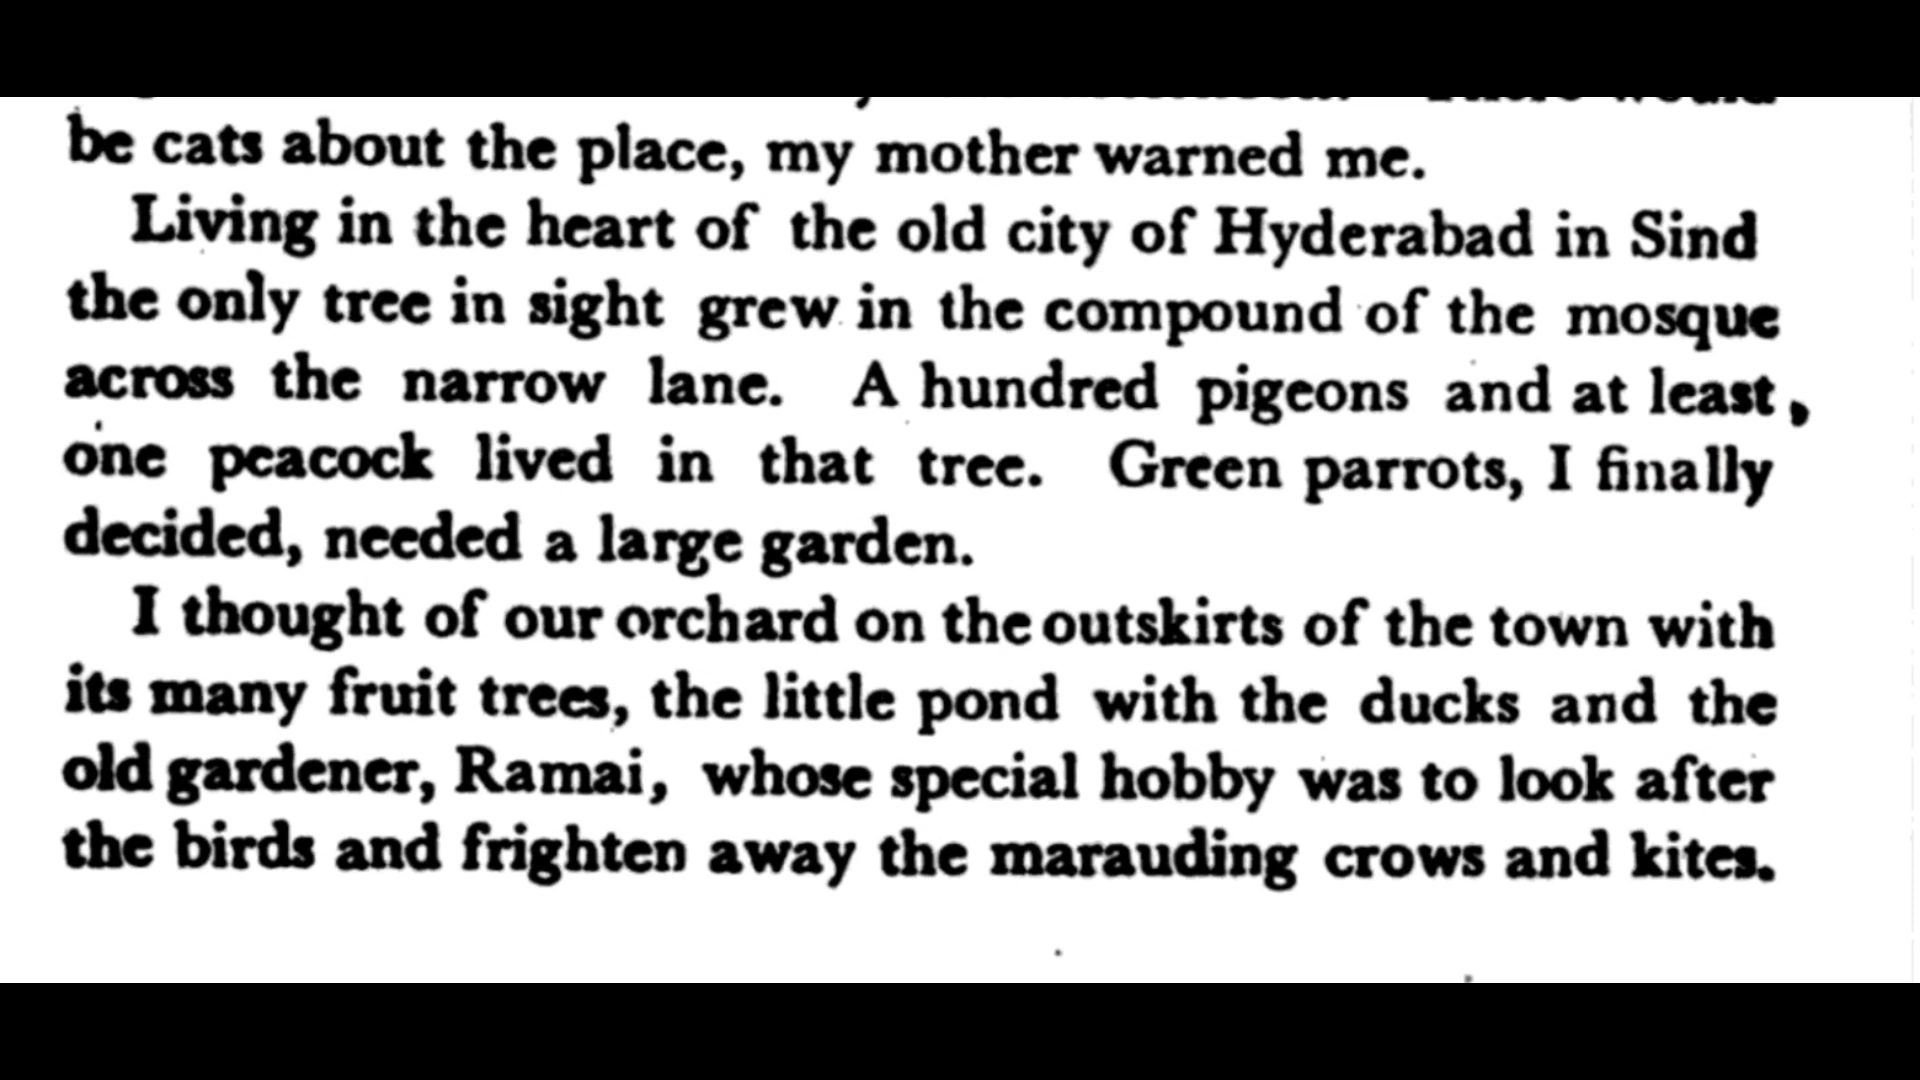 be cats about the place, my mother warned me.
Living in the heart of the old city of Hyderabad in Sind
the only tree in sight grew in the compound of the mosque
across the narrow lane. A hundred pigeons and at least,
one peacock lived in that tree. Green parrots, I finally
decided, needed a large garden.
I thought of our orchard on the outskirts of the town with
its many fruit trees, the little pond with the ducks and the
old gardener, Ramai, whose special hobby was to look after
the birds and frighten away the marauding crows and kites.